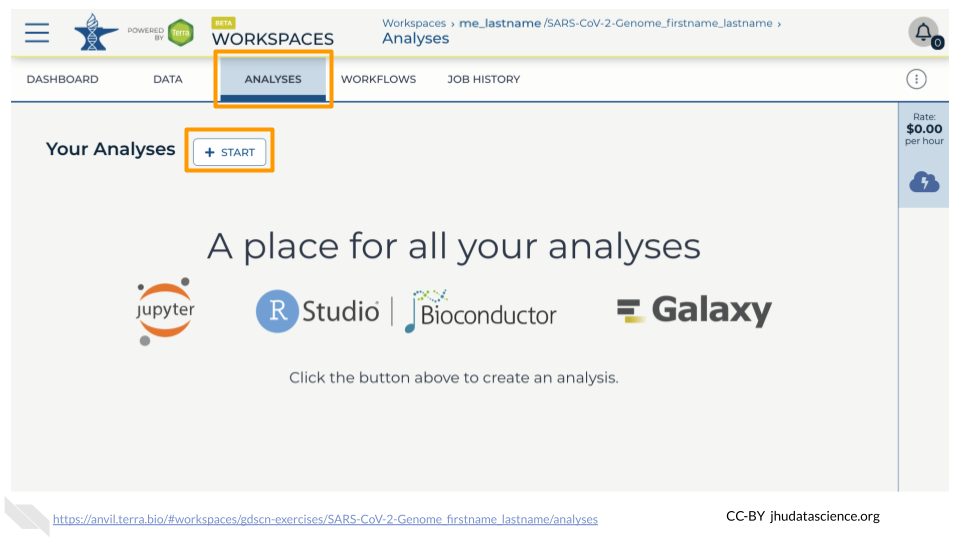 POWERED
BY
Terra
BETA
WORKSPACES
Workspaces › me_lastname /SARS-CoV-2-Genome_firstname_lastname ›
Analyses
0
DASHBOARD DATA ANALYSES WORKFLOWS JOB HISTORY
Rate:
$0.00
per hour
Your Analyses + START
A place for all your analyses
jupyter R Studio | Bioconductor Galaxy
Click the button above to create an analysis.
https://anvil.terra.bio/#workspaces/gdscn-exercises/SARS-CoV-2-Genome_firstname_lastname/analyses
CC-BY jhudatascience.org